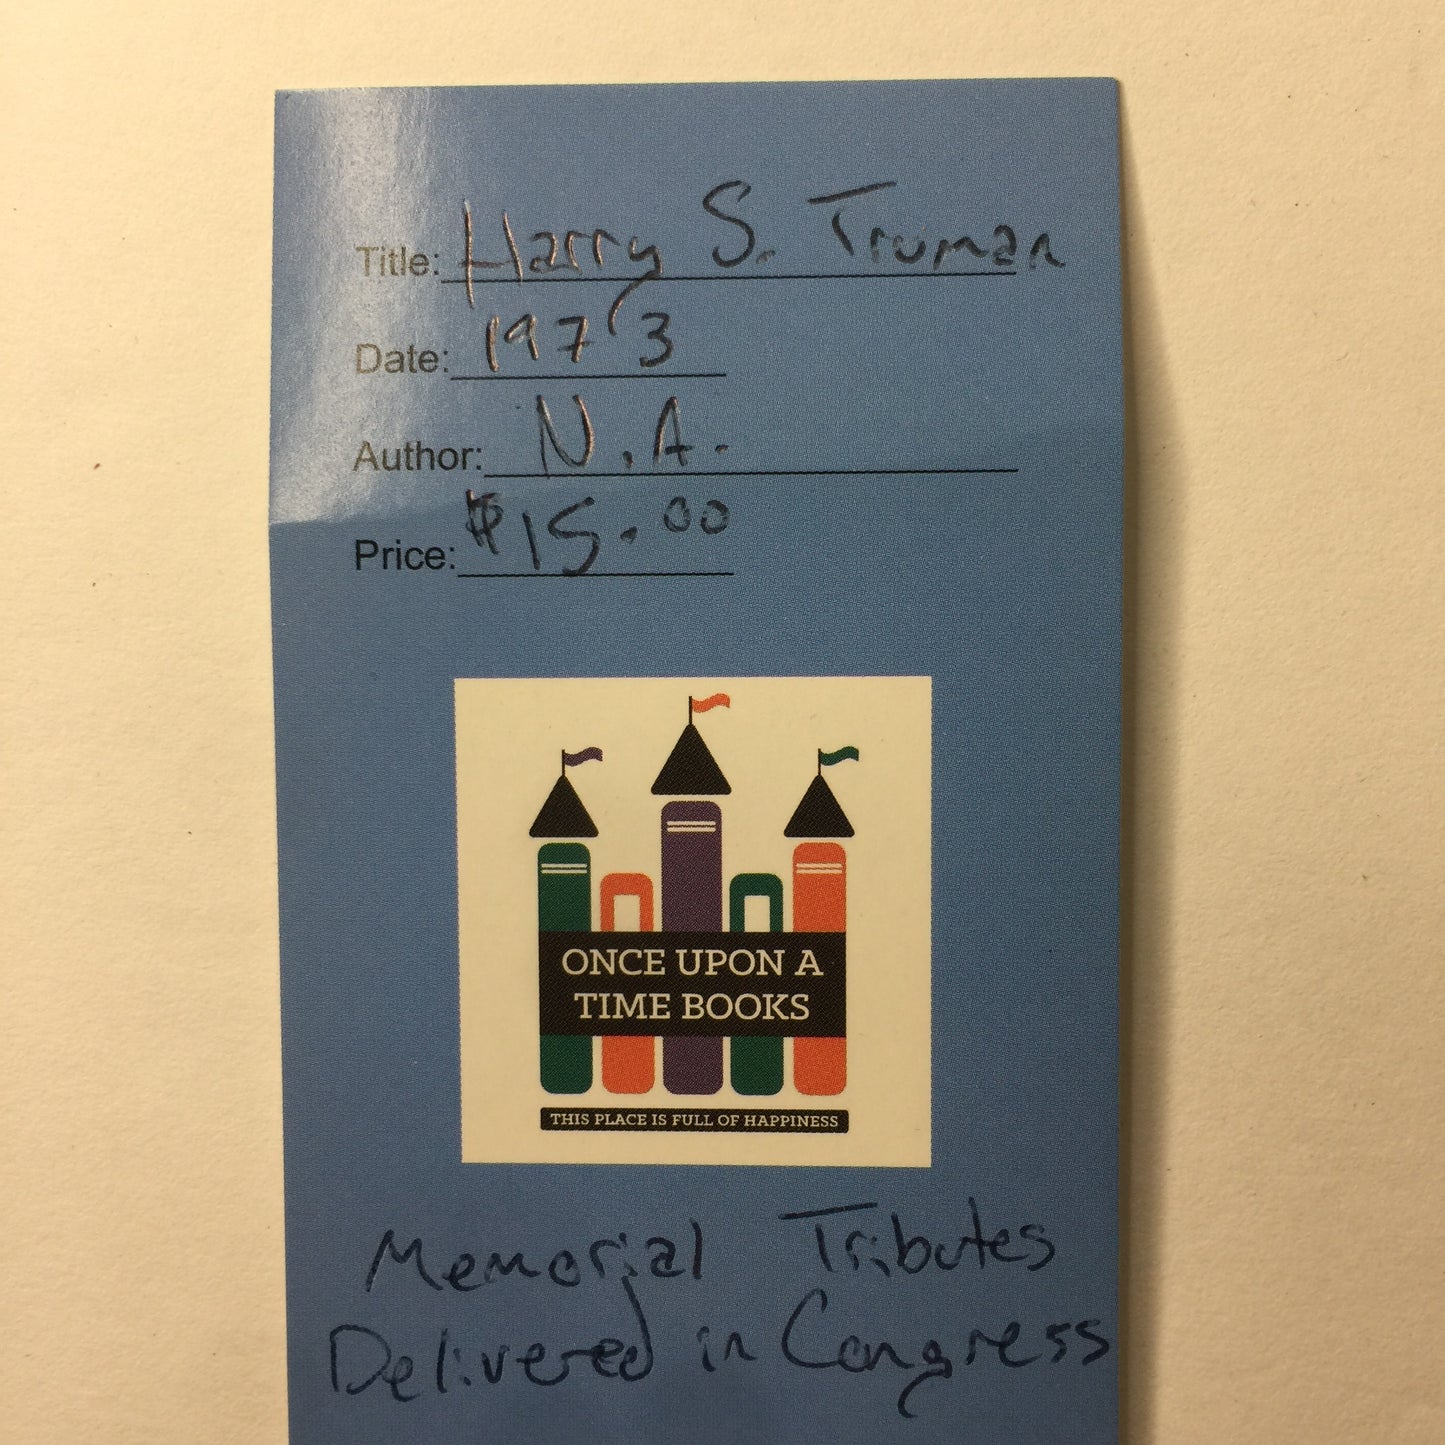 Title: Harry S. Truman
Date: 1973
Author: N.A.
Price: $15.00
ONCE UPON A
TIME BOOKS
THIS PLACE IS FULL OF HAPPINESS
Memorial Tributes
Delivered in Congress